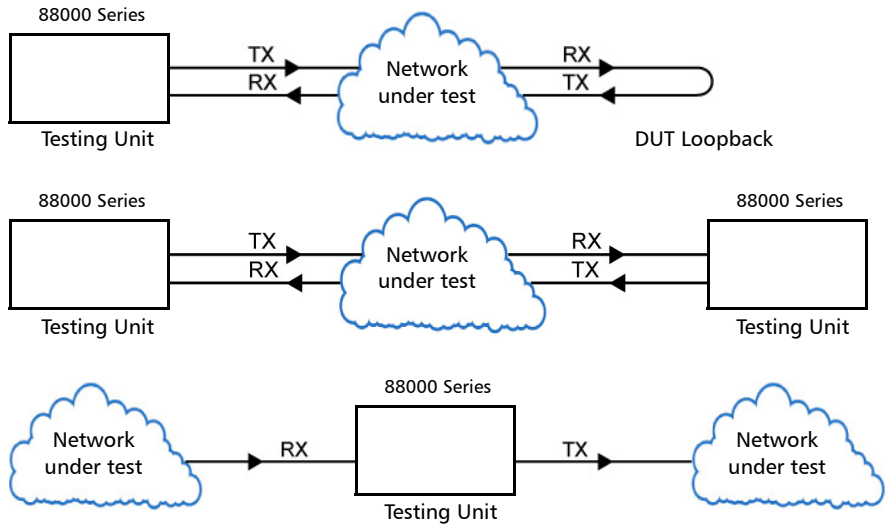 88000 Series
TX
RX
Network
under test
RX
TX
Testing Unit
DUT Loopback
88000 Series
88000 Series
TX
RX
Network
under test
RX
TX
Testing Unit
Testing Unit
88000 Series
Network
under test
RX
TX
Network
under test
Testing Unit